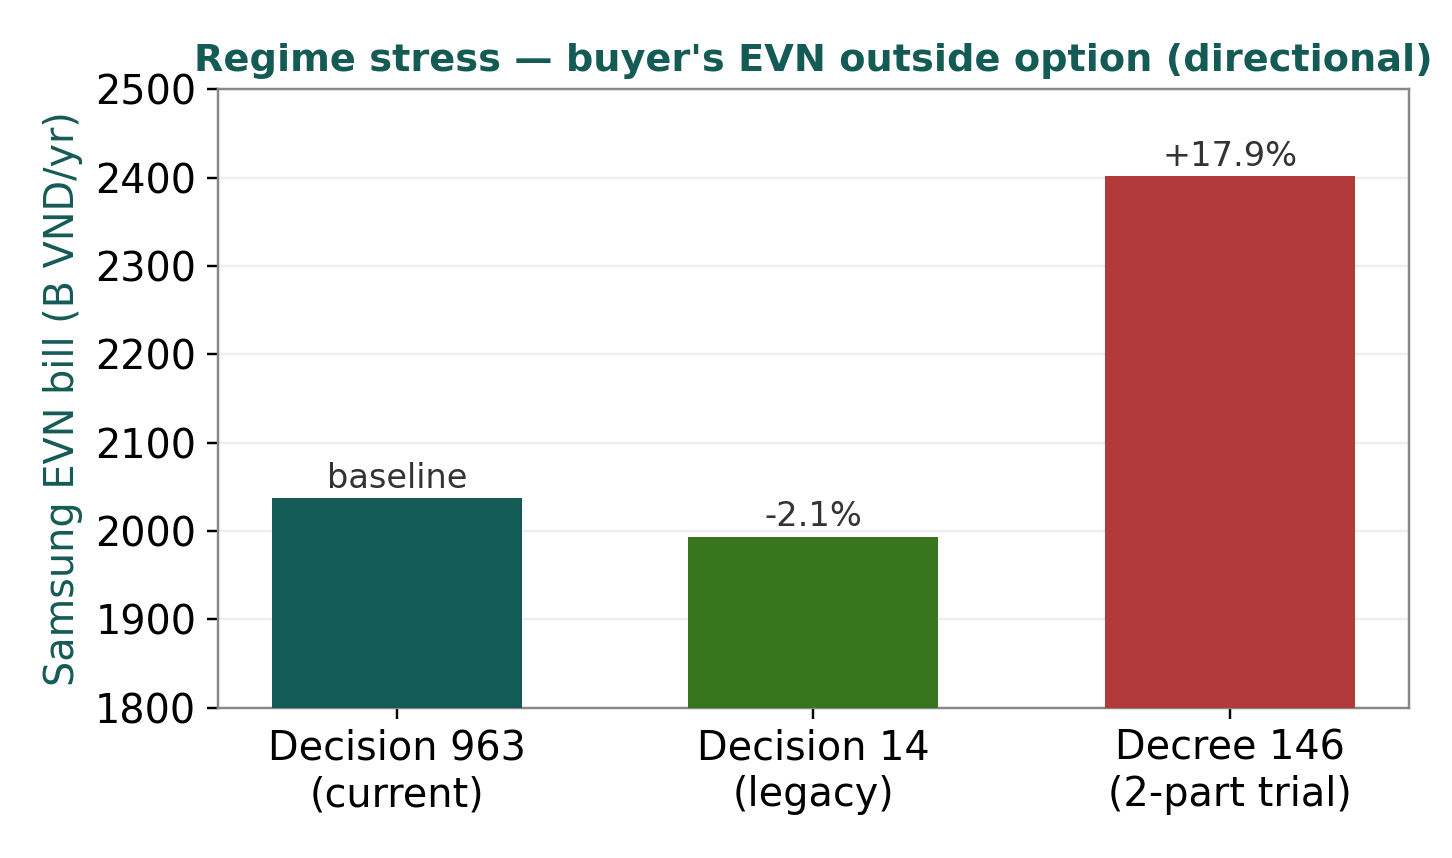 Regime stress — buyer's EVN outside option (directional)
Samsung EVN bill (B VND/yr)
2500
2400
2300
2200
2100
2000
1900
1800
baseline
-2.1%
+17.9%
Decision 963
(current)
Decision 14
(legacy)
Decree 146
(2-part trial)